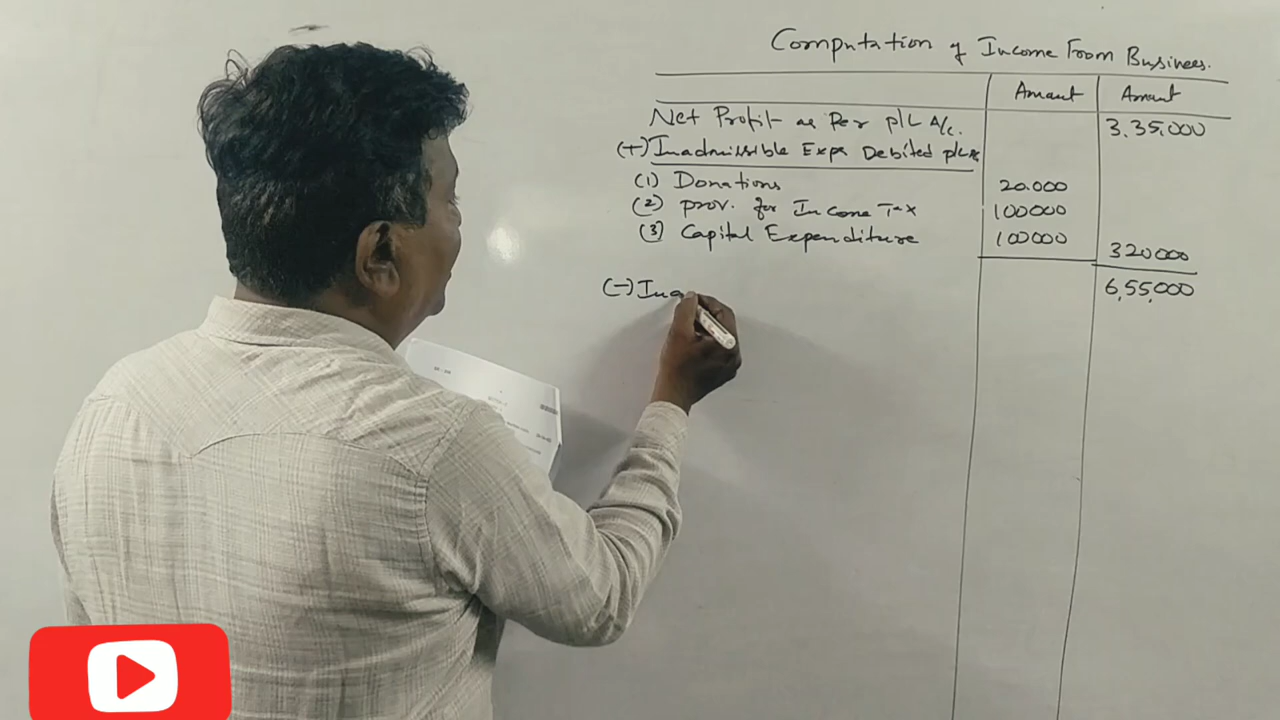 Computation of Income From Business.
Amount Amount
Net Profit as Per P/L A/c. 3,35,000
(+) Inadmissible Exps Debited P/L A/c
(1) Donations 20.000
(2) Prov. for Income Tax 100000
(3) Capital Expenditure 100000 320000
6,55,000
(-) Ina